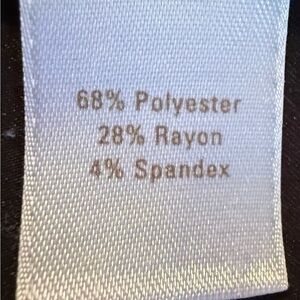 68% Polyester
28% Rayon
4% Spandex